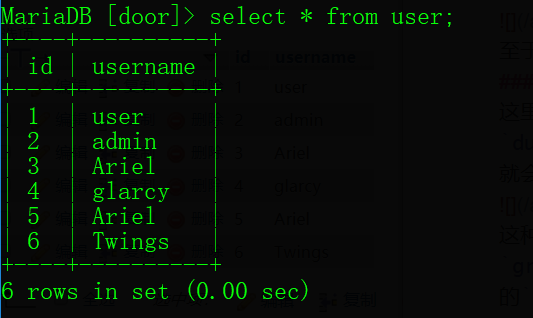 MariaDB [door]> select * from user;
+----+----------+
| id | username |
+----+----------+
| 1 | user |
| 2 | admin |
| 3 | Ariel |
| 4 | glarcy |
| 5 | Ariel |
| 6 | Twings |
+----+----------+
6 rows in set (0.00 sec)